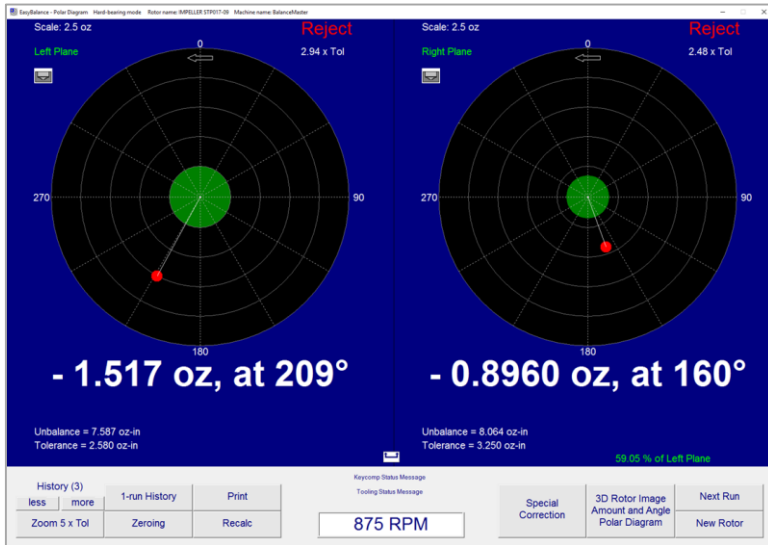 EasyBalance - Polar Diagram Hard-bearing mode Rotor name: IMPELLER STP017-09 Machine name: BalanceMaster
Scale: 2.5 oz
Reject
Left Plane
2.94 x Tol
0
270
90
180
- 1.517 oz, at 209°
Unbalance = 7.587 oz-in
Tolerance = 2.580 oz-in
Scale: 2.5 oz
Reject
Right Plane
2.48 x Tol
0
270
90
180
- 0.8960 oz, at 160°
Unbalance = 8.064 oz-in
Tolerance = 3.250 oz-in
59.05 % of Left Plane
History (3)
less
more
Zoom 5 x Tol
1-run History
Zeroing
Print
Recalc
Keycomp Status Message
Tooling Status Message
875 RPM
Special
Correction
3D Rotor Image
Amount and Angle
Polar Diagram
Next Run
New Rotor